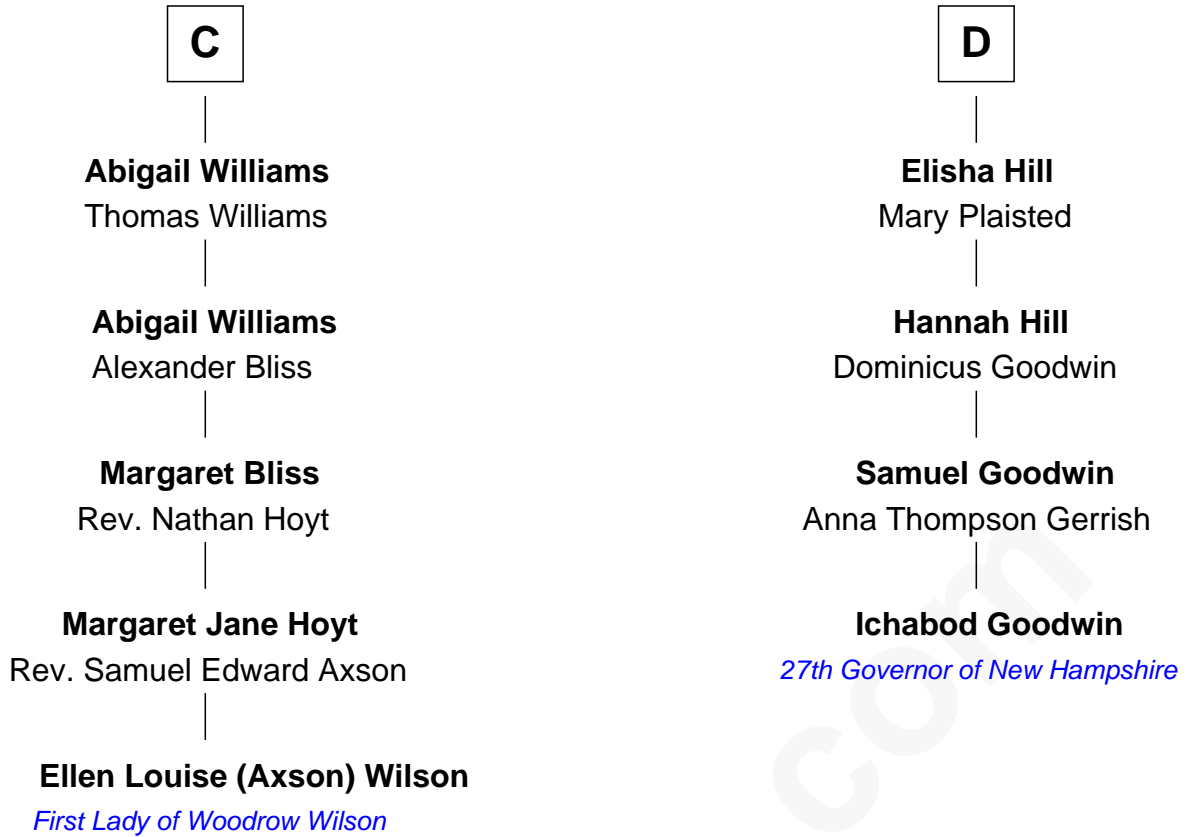 C
Abigail Williams
Thomas Williams
Abigail Williams
Alexander Bliss
Margaret Bliss
Rev. Nathan Hoyt
Margaret Jane Hoyt
Rev. Samuel Edward Axson
Ellen Louise (Axson) Wilson
First Lady of Woodrow Wilson
D
Elisha Hill
Mary Plaisted
Hannah Hill
Dominicus Goodwin
Samuel Goodwin
Anna Thompson Gerrish
Ichabod Goodwin
27th Governor of New Hampshire
com